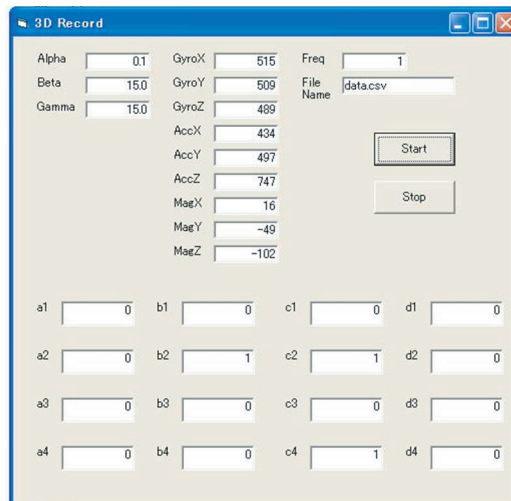 3D Record
Alpha 0.1 GyroX 515 Freq 1
Beta 15.0 GyroY 509 File Name data.csv
Gamma 15.0 GyroZ 489
AccX 434
AccY 497 Start
AccZ 747
MagX 16 Stop
MagY -49
MagZ -102
a1 0 b1 0 c1 0 d1 0
a2 0 b2 1 c2 1 d2 0
a3 0 b3 0 c3 0 d3 0
a4 0 b4 0 c4 1 d4 0